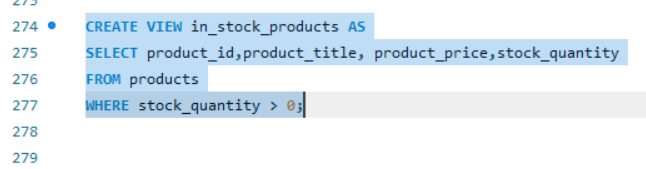 274 CREATE VIEW in_stock_products AS
275 SELECT product_id,product_title, product_price,stock_quantity
276 FROM products
277 WHERE stock_quantity > 0;
278
279